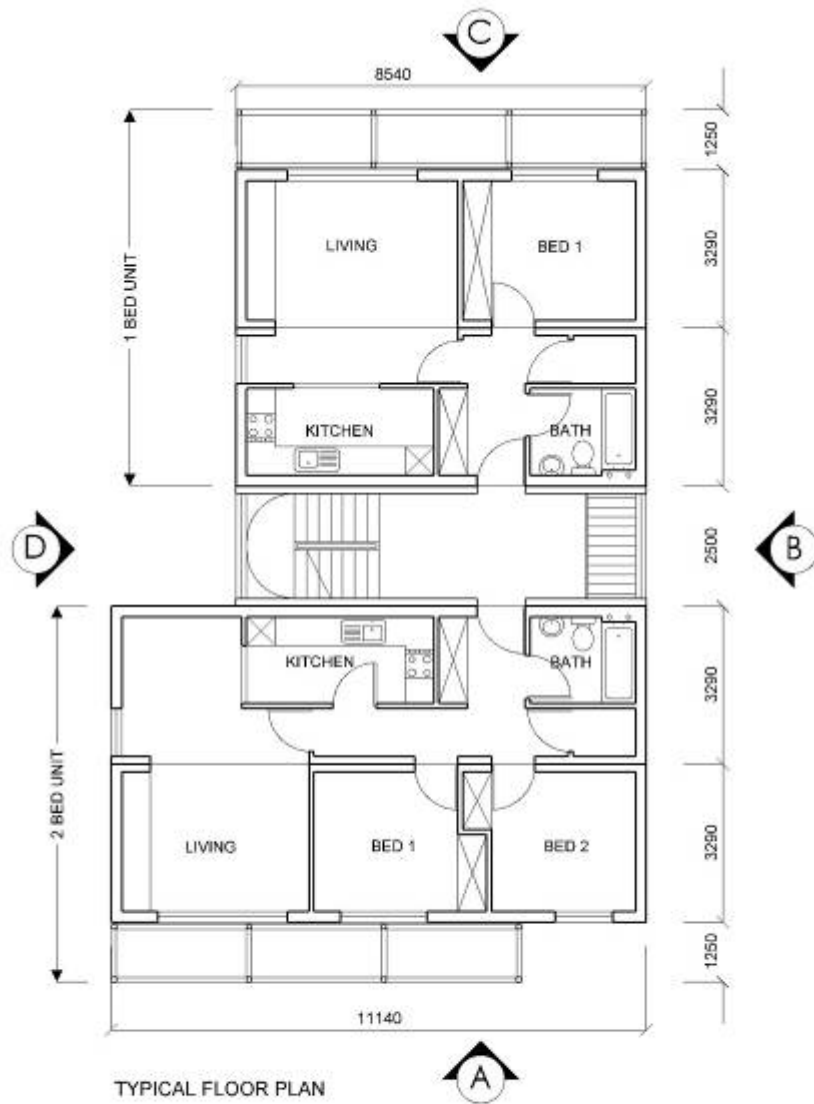 C
8540
1250
1 BED UNIT
LIVING
BED 1
3290
KITCHEN
BATH
3290
D
B
2500
2 BED UNIT
KITCHEN
BATH
3290
LIVING
BED 1
BED 2
3290
1250
11140
TYPICAL FLOOR PLAN
A